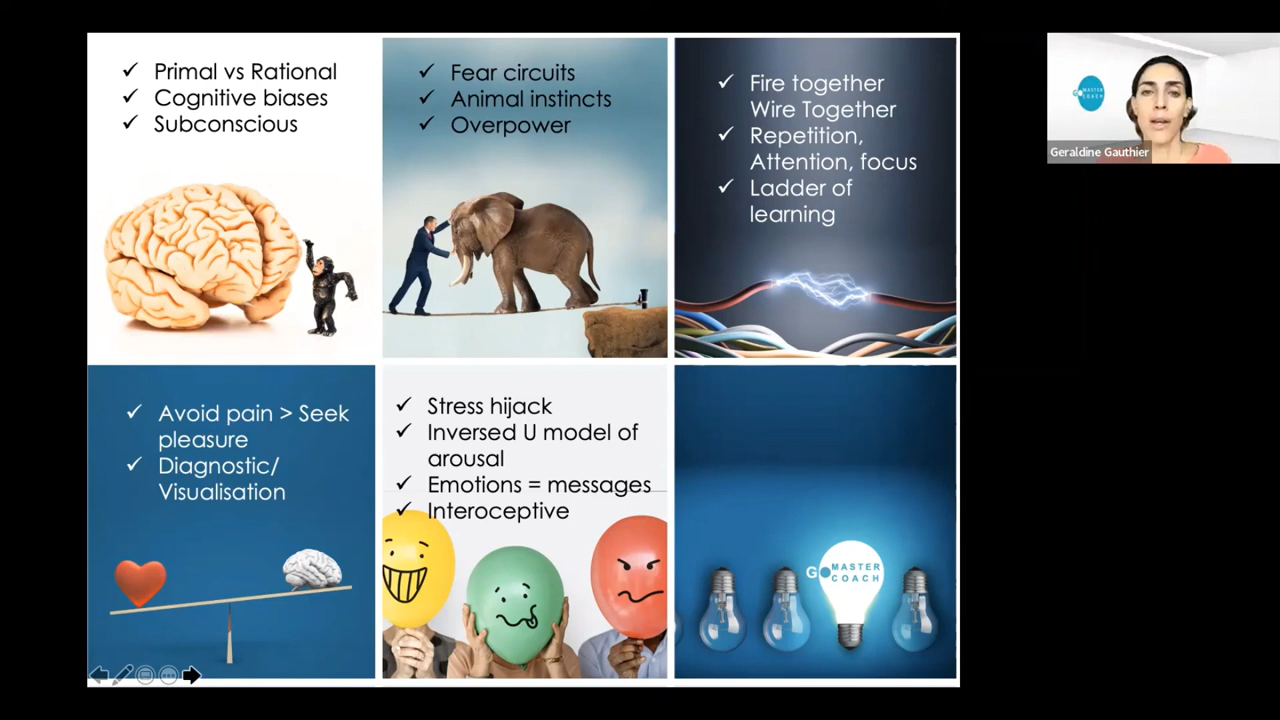 Primal vs Rational
Cognitive biases
Subconscious
Fear circuits
Animal instincts
Overpower
Fire together
Wire Together
Repetition,
Attention, focus
Ladder of
learning
Avoid pain > Seek
pleasure
Diagnostic/
Visualisation
Stress hijack
Inversed U model of
arousal
Emotions = messages
Interoceptive
GO MASTER
COACH
GO MASTER
COACH
Geraldine Gauthier